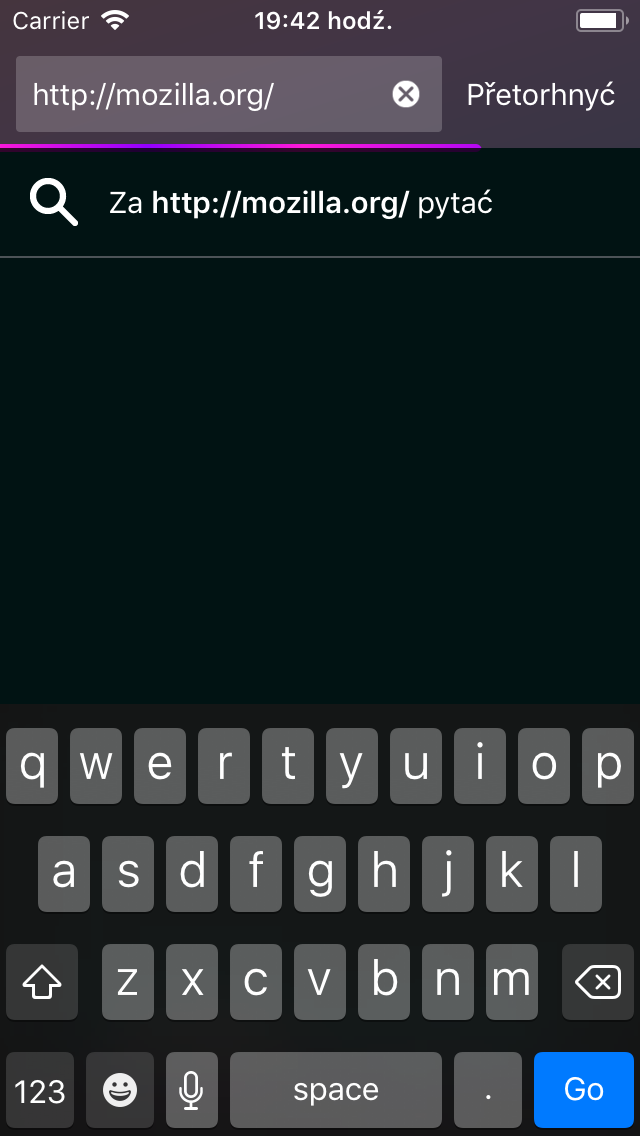 Carrier 19:42 hodź.
http://mozilla.org/ Přetorhnyć
Za http://mozilla.org/ pytać
q w e r t y u i o p
a s d f g h j k l
z x c v b n m
123 space . Go